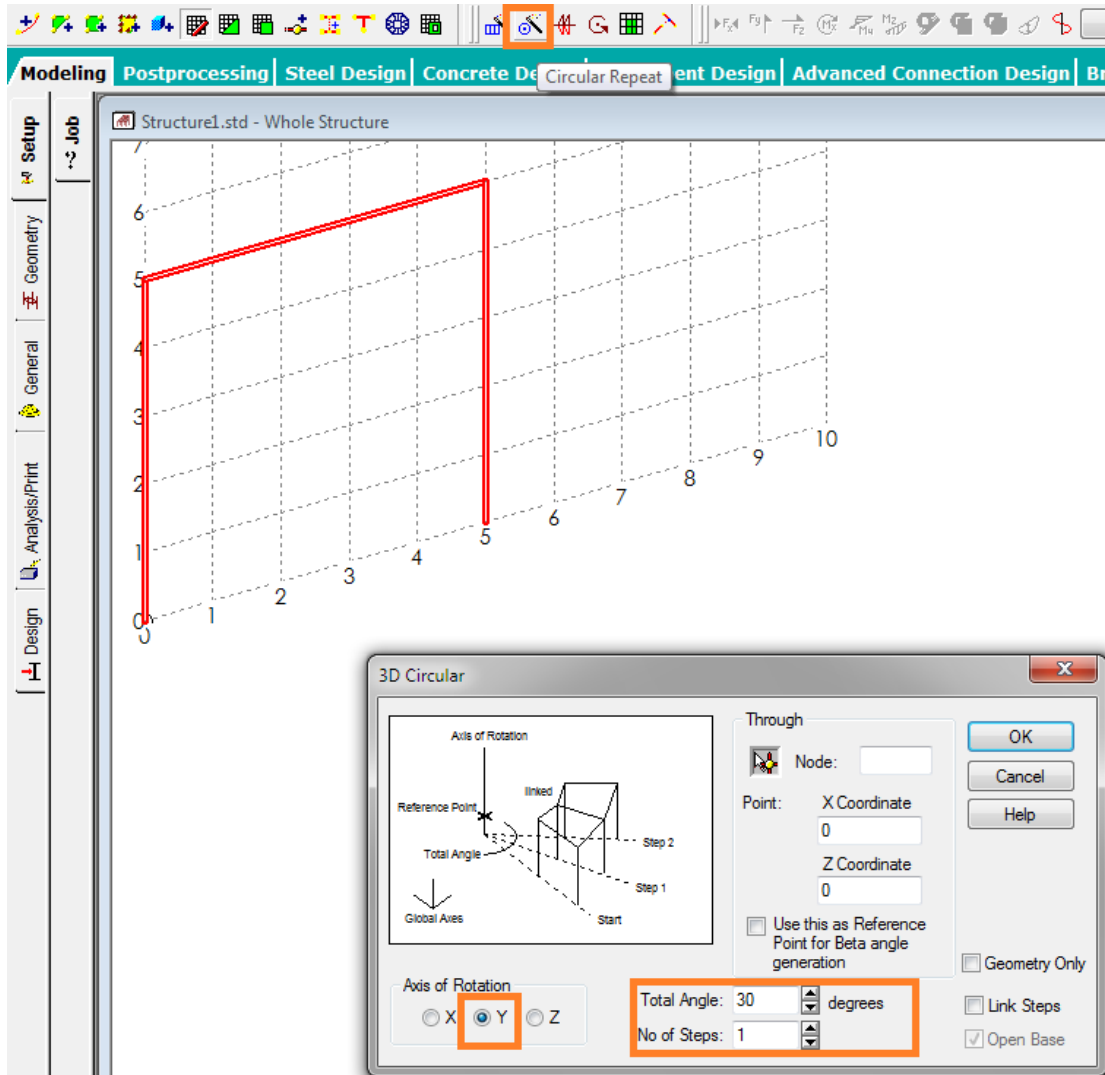 Modeling Postprocessing Steel Design Concrete De ent Design Advanced Connection Design Br
Circular Repeat
Setup
Geometry
General
Analysis/Print
Design
Job
Structure1.std - Whole Structure
7
6
5
4
3
2
1
0
0
1
2
3
4
5
6
7
8
9
10
3D Circular
Axis of Rotation
Reference Point
Total Angle
Global Axes
linked
Step 2
Step 1
Start
Through
Node:
Point:
X Coordinate
0
Z Coordinate
0
Use this as Reference
Point for Beta angle
generation
OK
Cancel
Help
Geometry Only
Link Steps
Open Base
Axis of Rotation
X Y Z
Total Angle: 30 degrees
No of Steps: 1